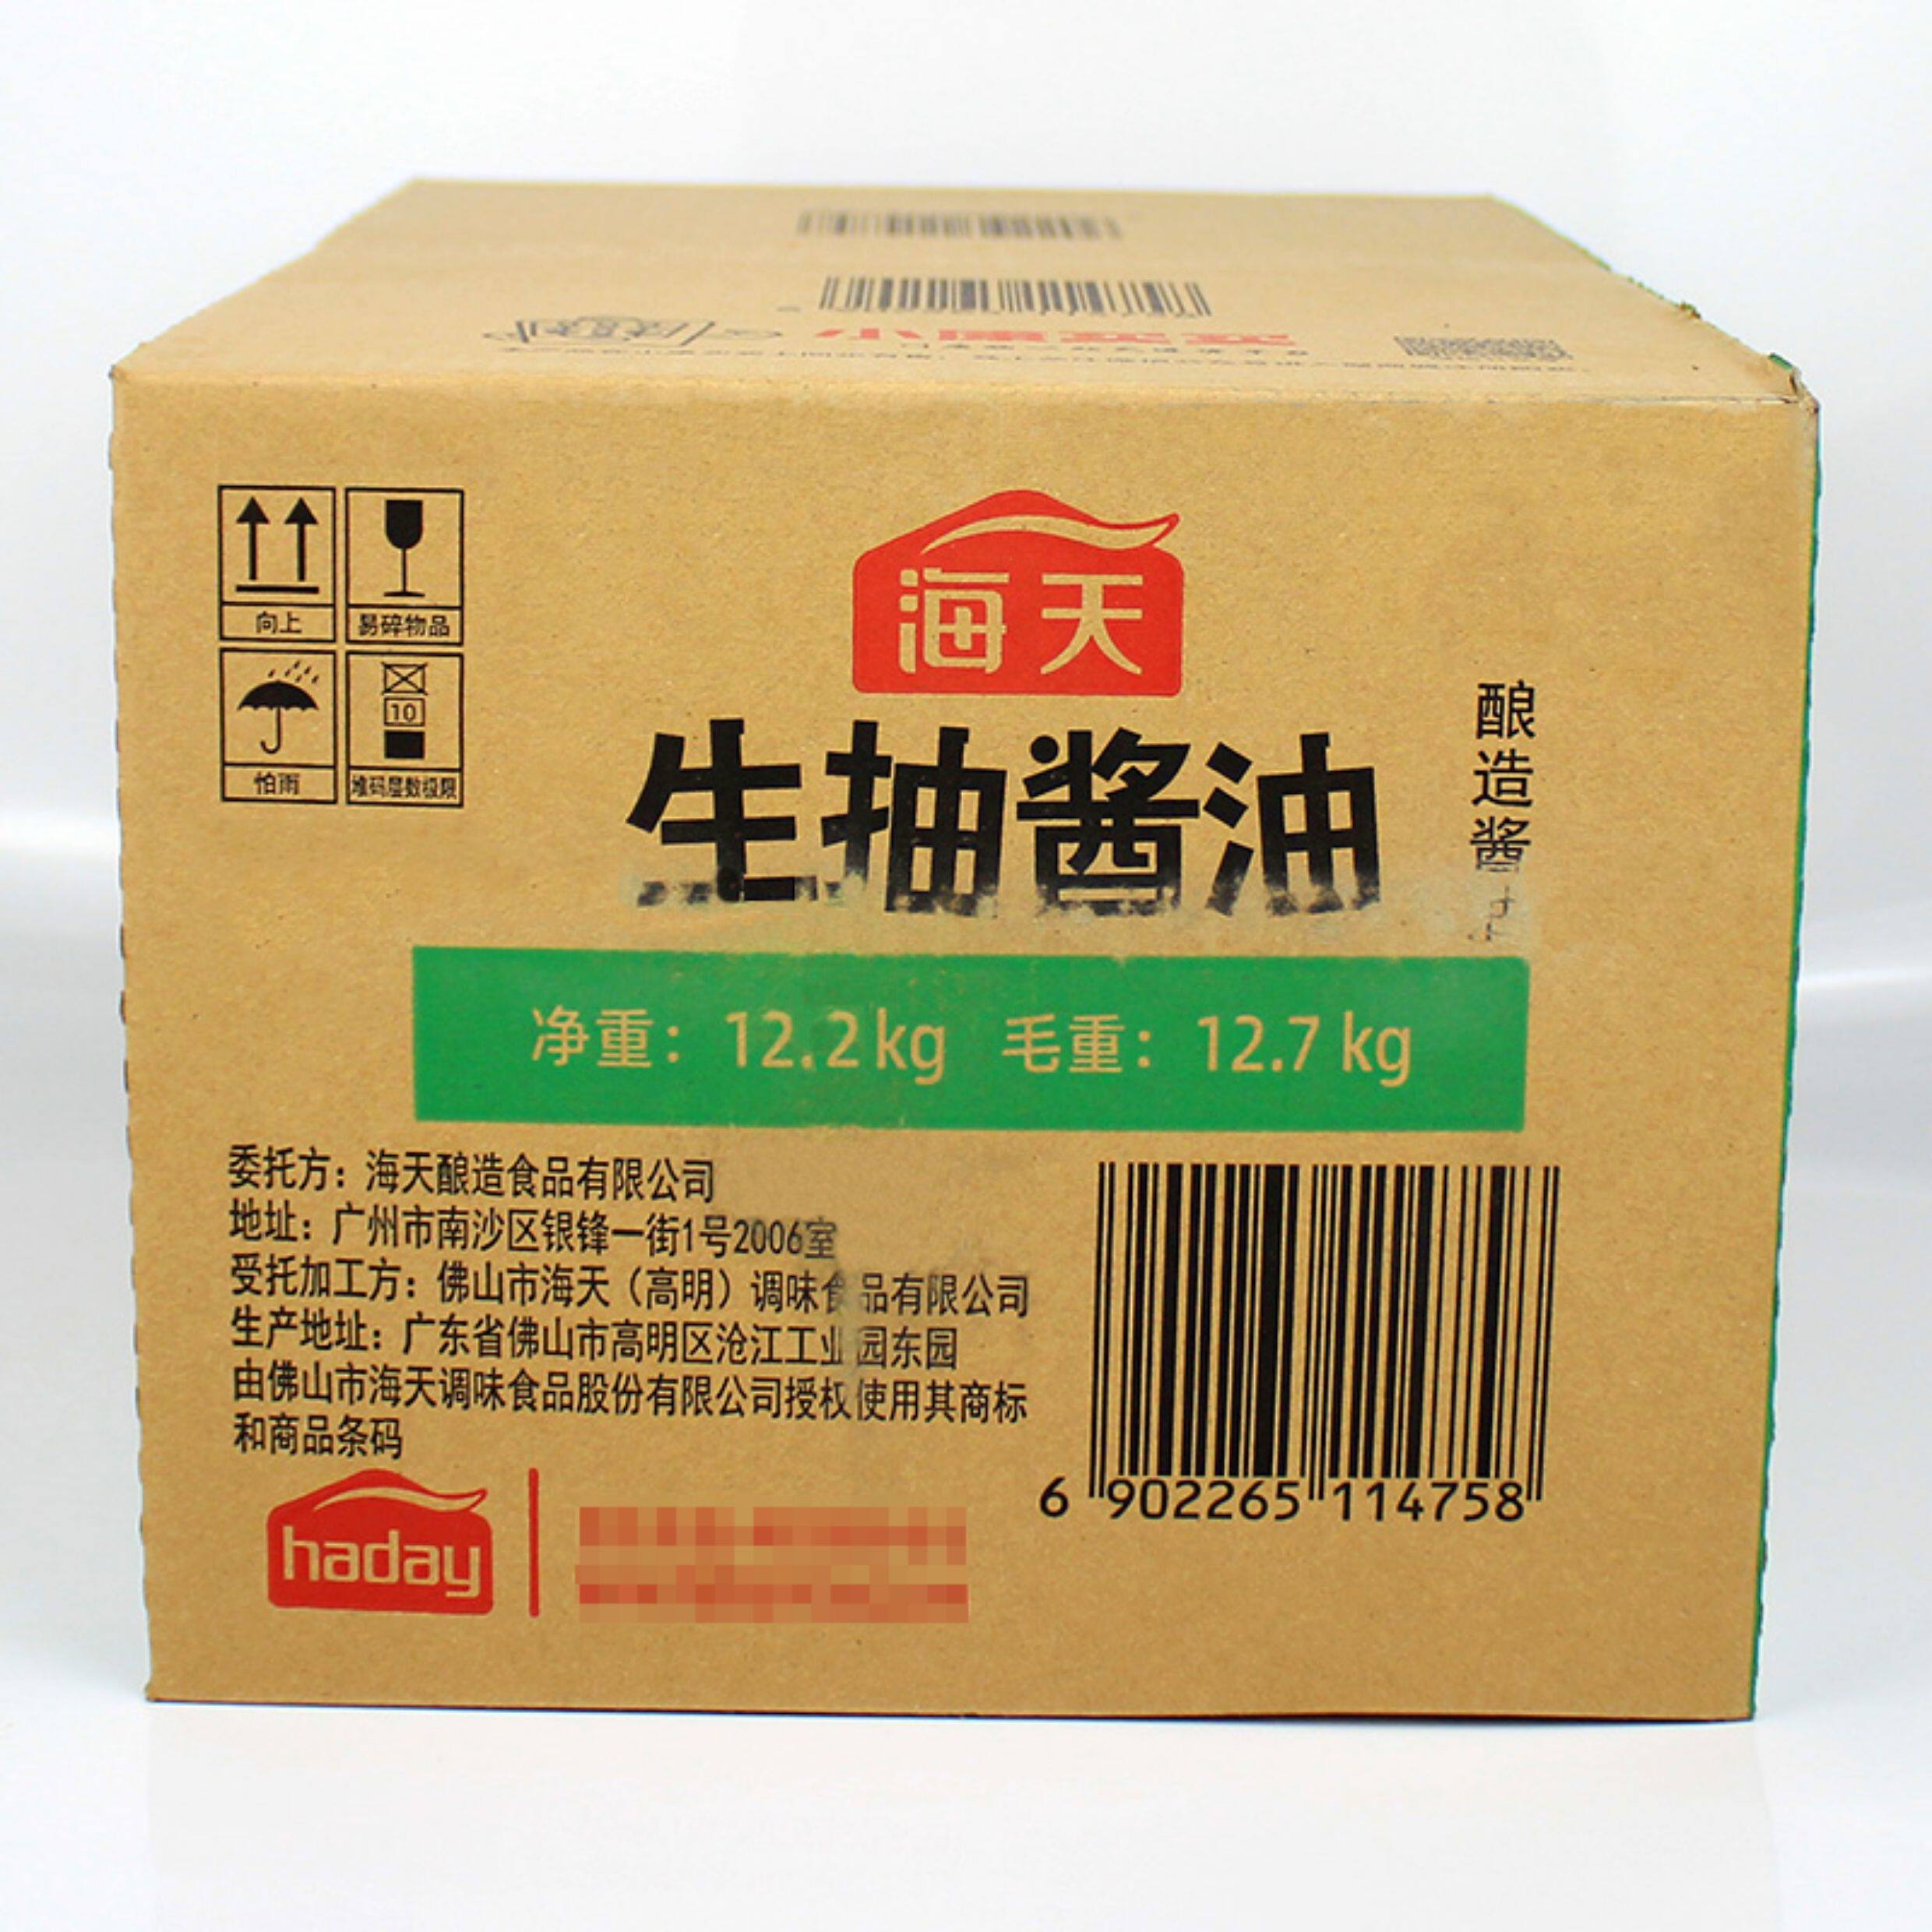 向上
易碎物品
怕雨
10
堆码层数极限
海天
生抽酱油
酿造酱
净重：12.2kg 毛重：12.7kg
委托方：海天酿造食品有限公司
地址：广州市南沙区银锋一街1号2006室
受托加工方：佛山市海天（高明）调味食品有限公司
生产地址：广东省佛山市高明区沧江工业园东园
由佛山市海天调味食品股份有限公司授权使用其商标
和商品条码
6 902265 114758
haday